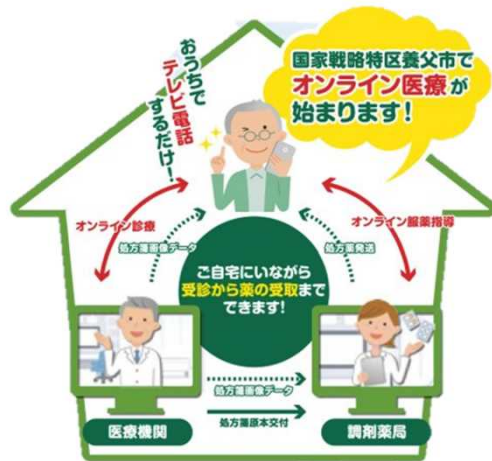 国家戦略特区養父市で
オンライン医療が
始まります!
おうちで
テレビ電話
するだけ!
オンライン診療
処方箋画像データ
オンライン服薬指導
処方薬発送
ご自宅にいながら
受診から薬の受取まで
できます!
処方箋画像データ
処方箋原本交付
医療機関
調剤薬局